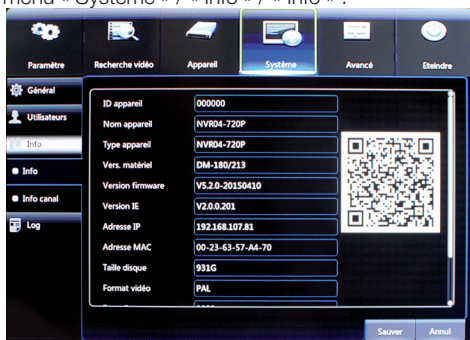 menu « Système » / « Info » / « Info » :
Paramètre
Recherche vidéo
Appareil
Système
Avancé
Eteindre
Général
Utilisateurs
Info
Info
Info canal
Log
ID appareil 000000
Nom appareil NVR04-720P
Type appareil NVR04-720P
Vers. matériel DM-180/213
Version firmware V5.2.0-20150410
Version IE V2.0.0.201
Adresse IP 192.168.107.81
Adresse MAC 00-23-63-57-A4-70
Taille disque 931G
Format vidéo PAL
Sauver
Annul